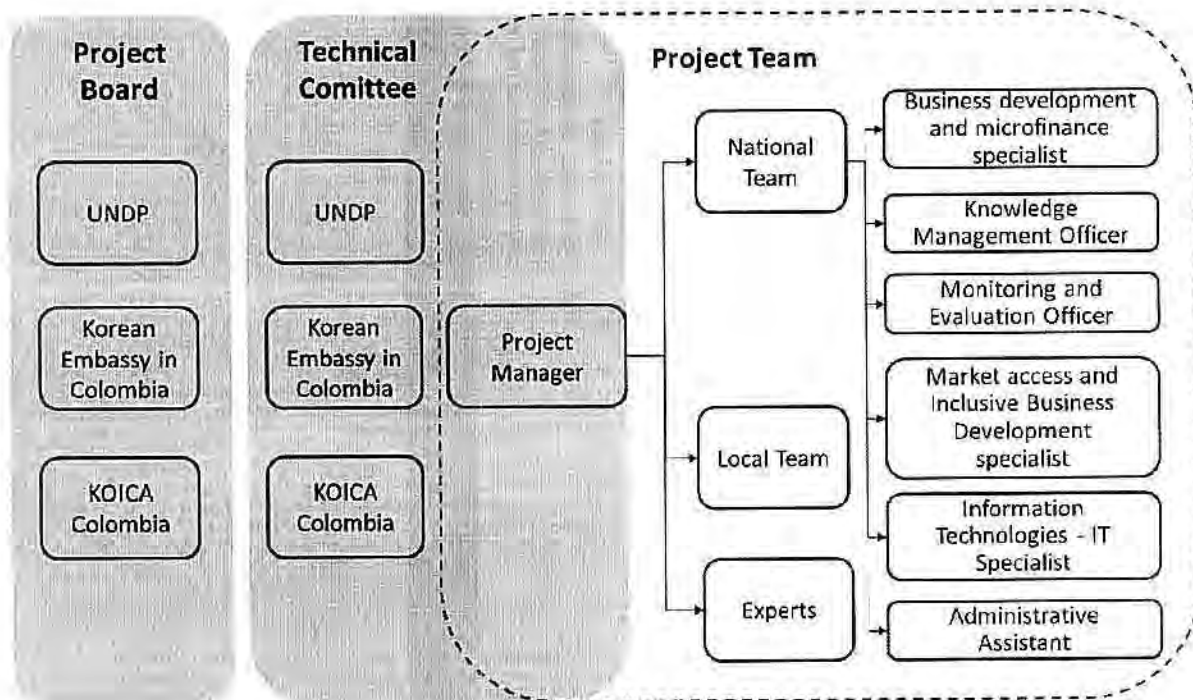 Project
Board
UNDP
Korean
Embassy in
Colombia
KOICA
Colombia
Technical
Comittee
UNDP
Korean
Embassy in
Colombia
KOICA
Colombia
Project Team
Project
Manager
National
Team
Local Team
Experts
Business development
and microfinance
specialist
Knowledge
Management Officer
Monitoring and
Evaluation Officer
Market access and
Inclusive Business
Development
specialist
Information
Technologies - IT
Specialist
Administrative
Assistant